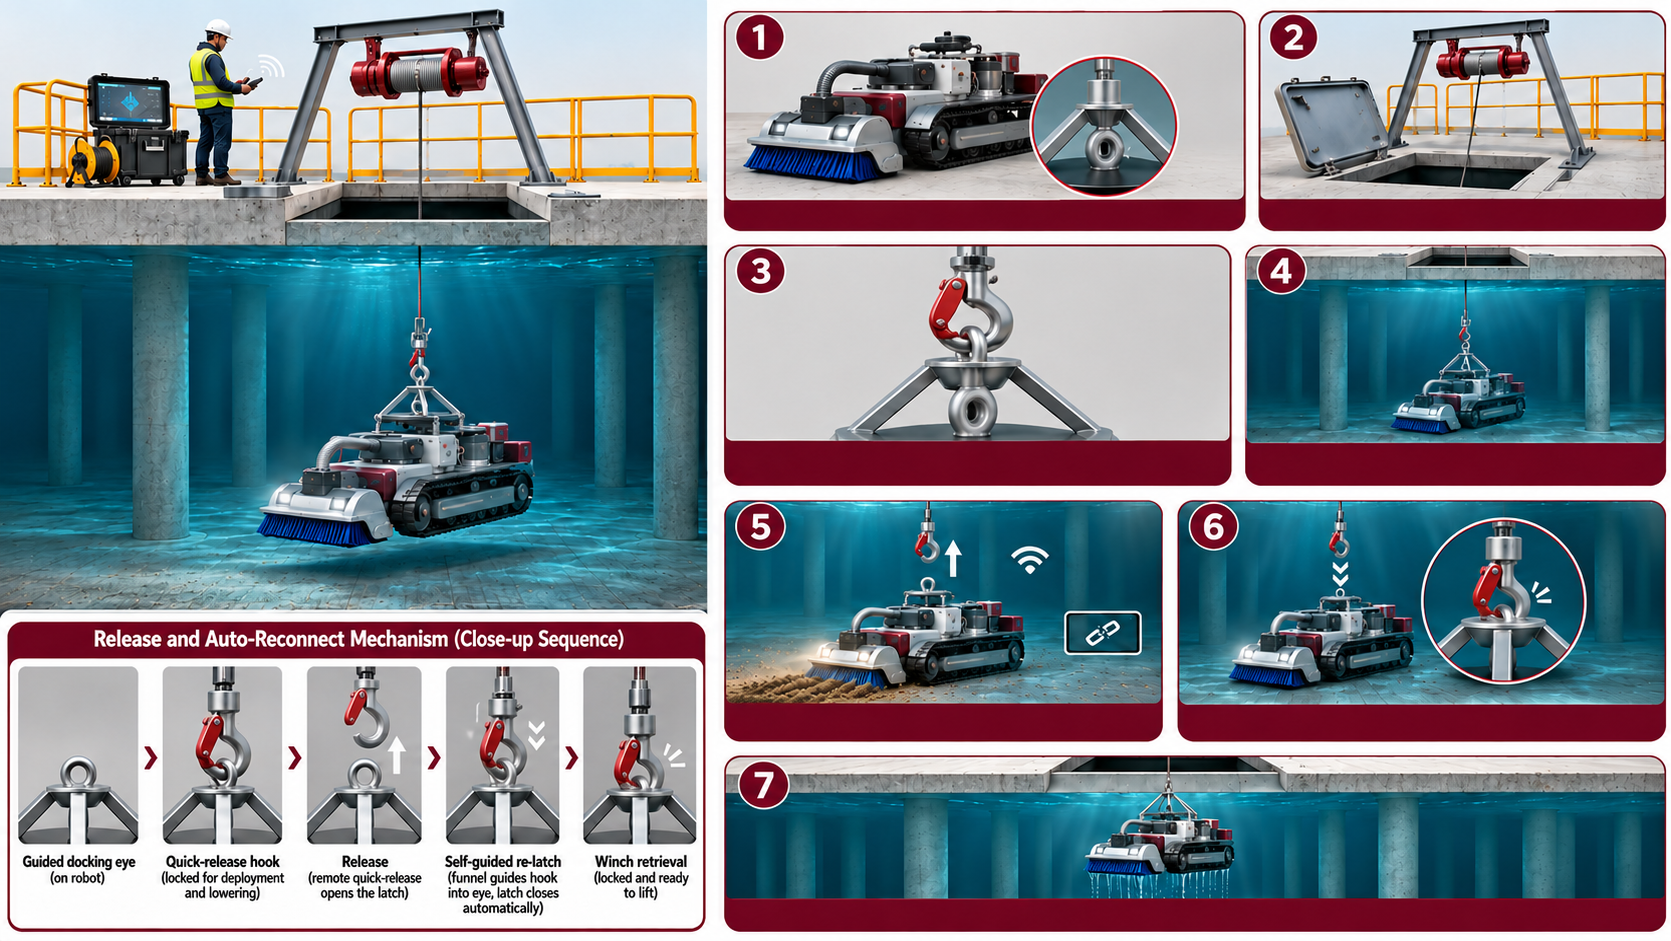 1
2
3
4
5
6
7
Release and Auto-Reconnect Mechanism (Close-up Sequence)
Guided docking eye
(on robot)
Quick-release hook
(locked for deployment
and lowering)
Release
(remote quick-release
opens the latch)
Self-guided re-latch
(funnel guides hook
into eye, latch closes
automatically)
Winch retrieval
(locked and ready
to lift)